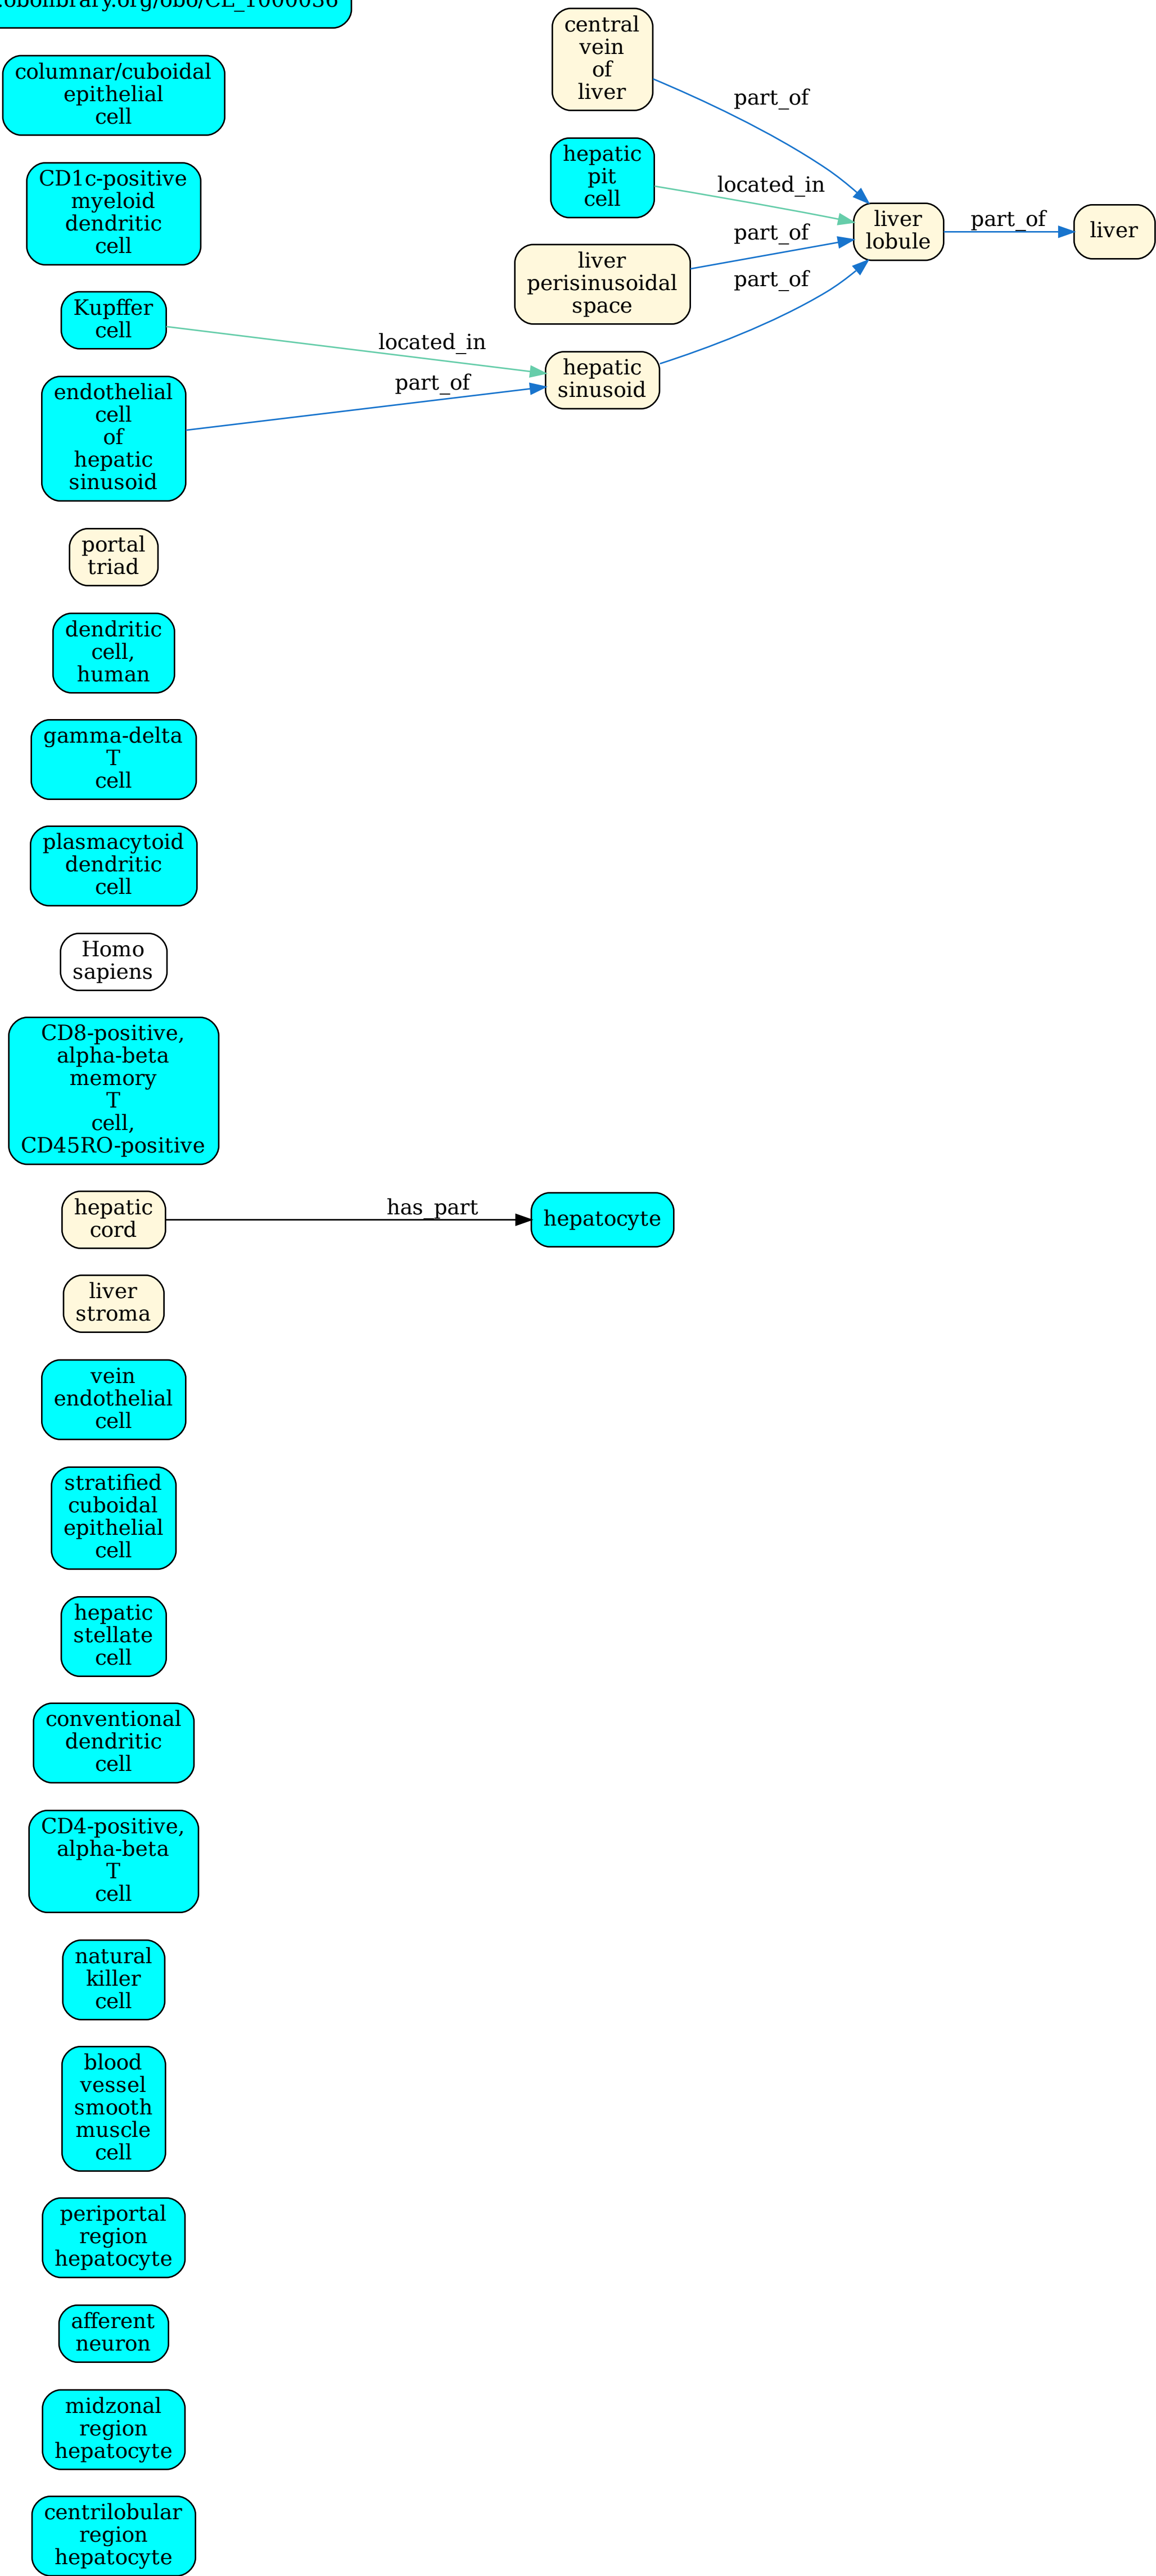 .obolibrary.org/obo/CL_1000036
columnar/cuboidal
epithelial
cell
CD1c-positive
myeloid
dendritic
cell
Kupffer
cell
endothelial
cell
of
hepatic
sinusoid
portal
triad
dendritic
cell,
human
gamma-delta
T
cell
plasmacytoid
dendritic
cell
Homo
sapiens
CD8-positive,
alpha-beta
memory
T
cell,
CD45RO-positive
hepatic
cord
liver
stroma
vein
endothelial
cell
stratified
cuboidal
epithelial
cell
hepatic
stellate
cell
conventional
dendritic
cell
CD4-positive,
alpha-beta
T
cell
natural
killer
cell
blood
vessel
smooth
muscle
cell
periportal
region
hepatocyte
afferent
neuron
midzonal
region
hepatocyte
centrilobular
region
hepatocyte
located_in
part_of
has_part
central
vein
of
liver
hepatic
pit
cell
liver
perisinusoidal
space
hepatic
sinusoid
hepatocyte
part_of
located_in
part_of
part_of
liver
lobule
part_of
liver